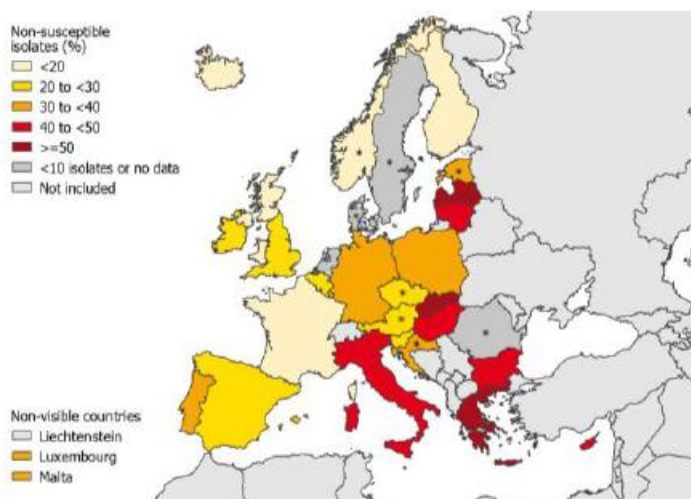 Non-susceptible
isolates (%)
<20
20 to <30
30 to <40
40 to <50
>=50
<10 isolates or no data
Not included
Non-visible countries
Liechtenstein
Luxembourg
Malta